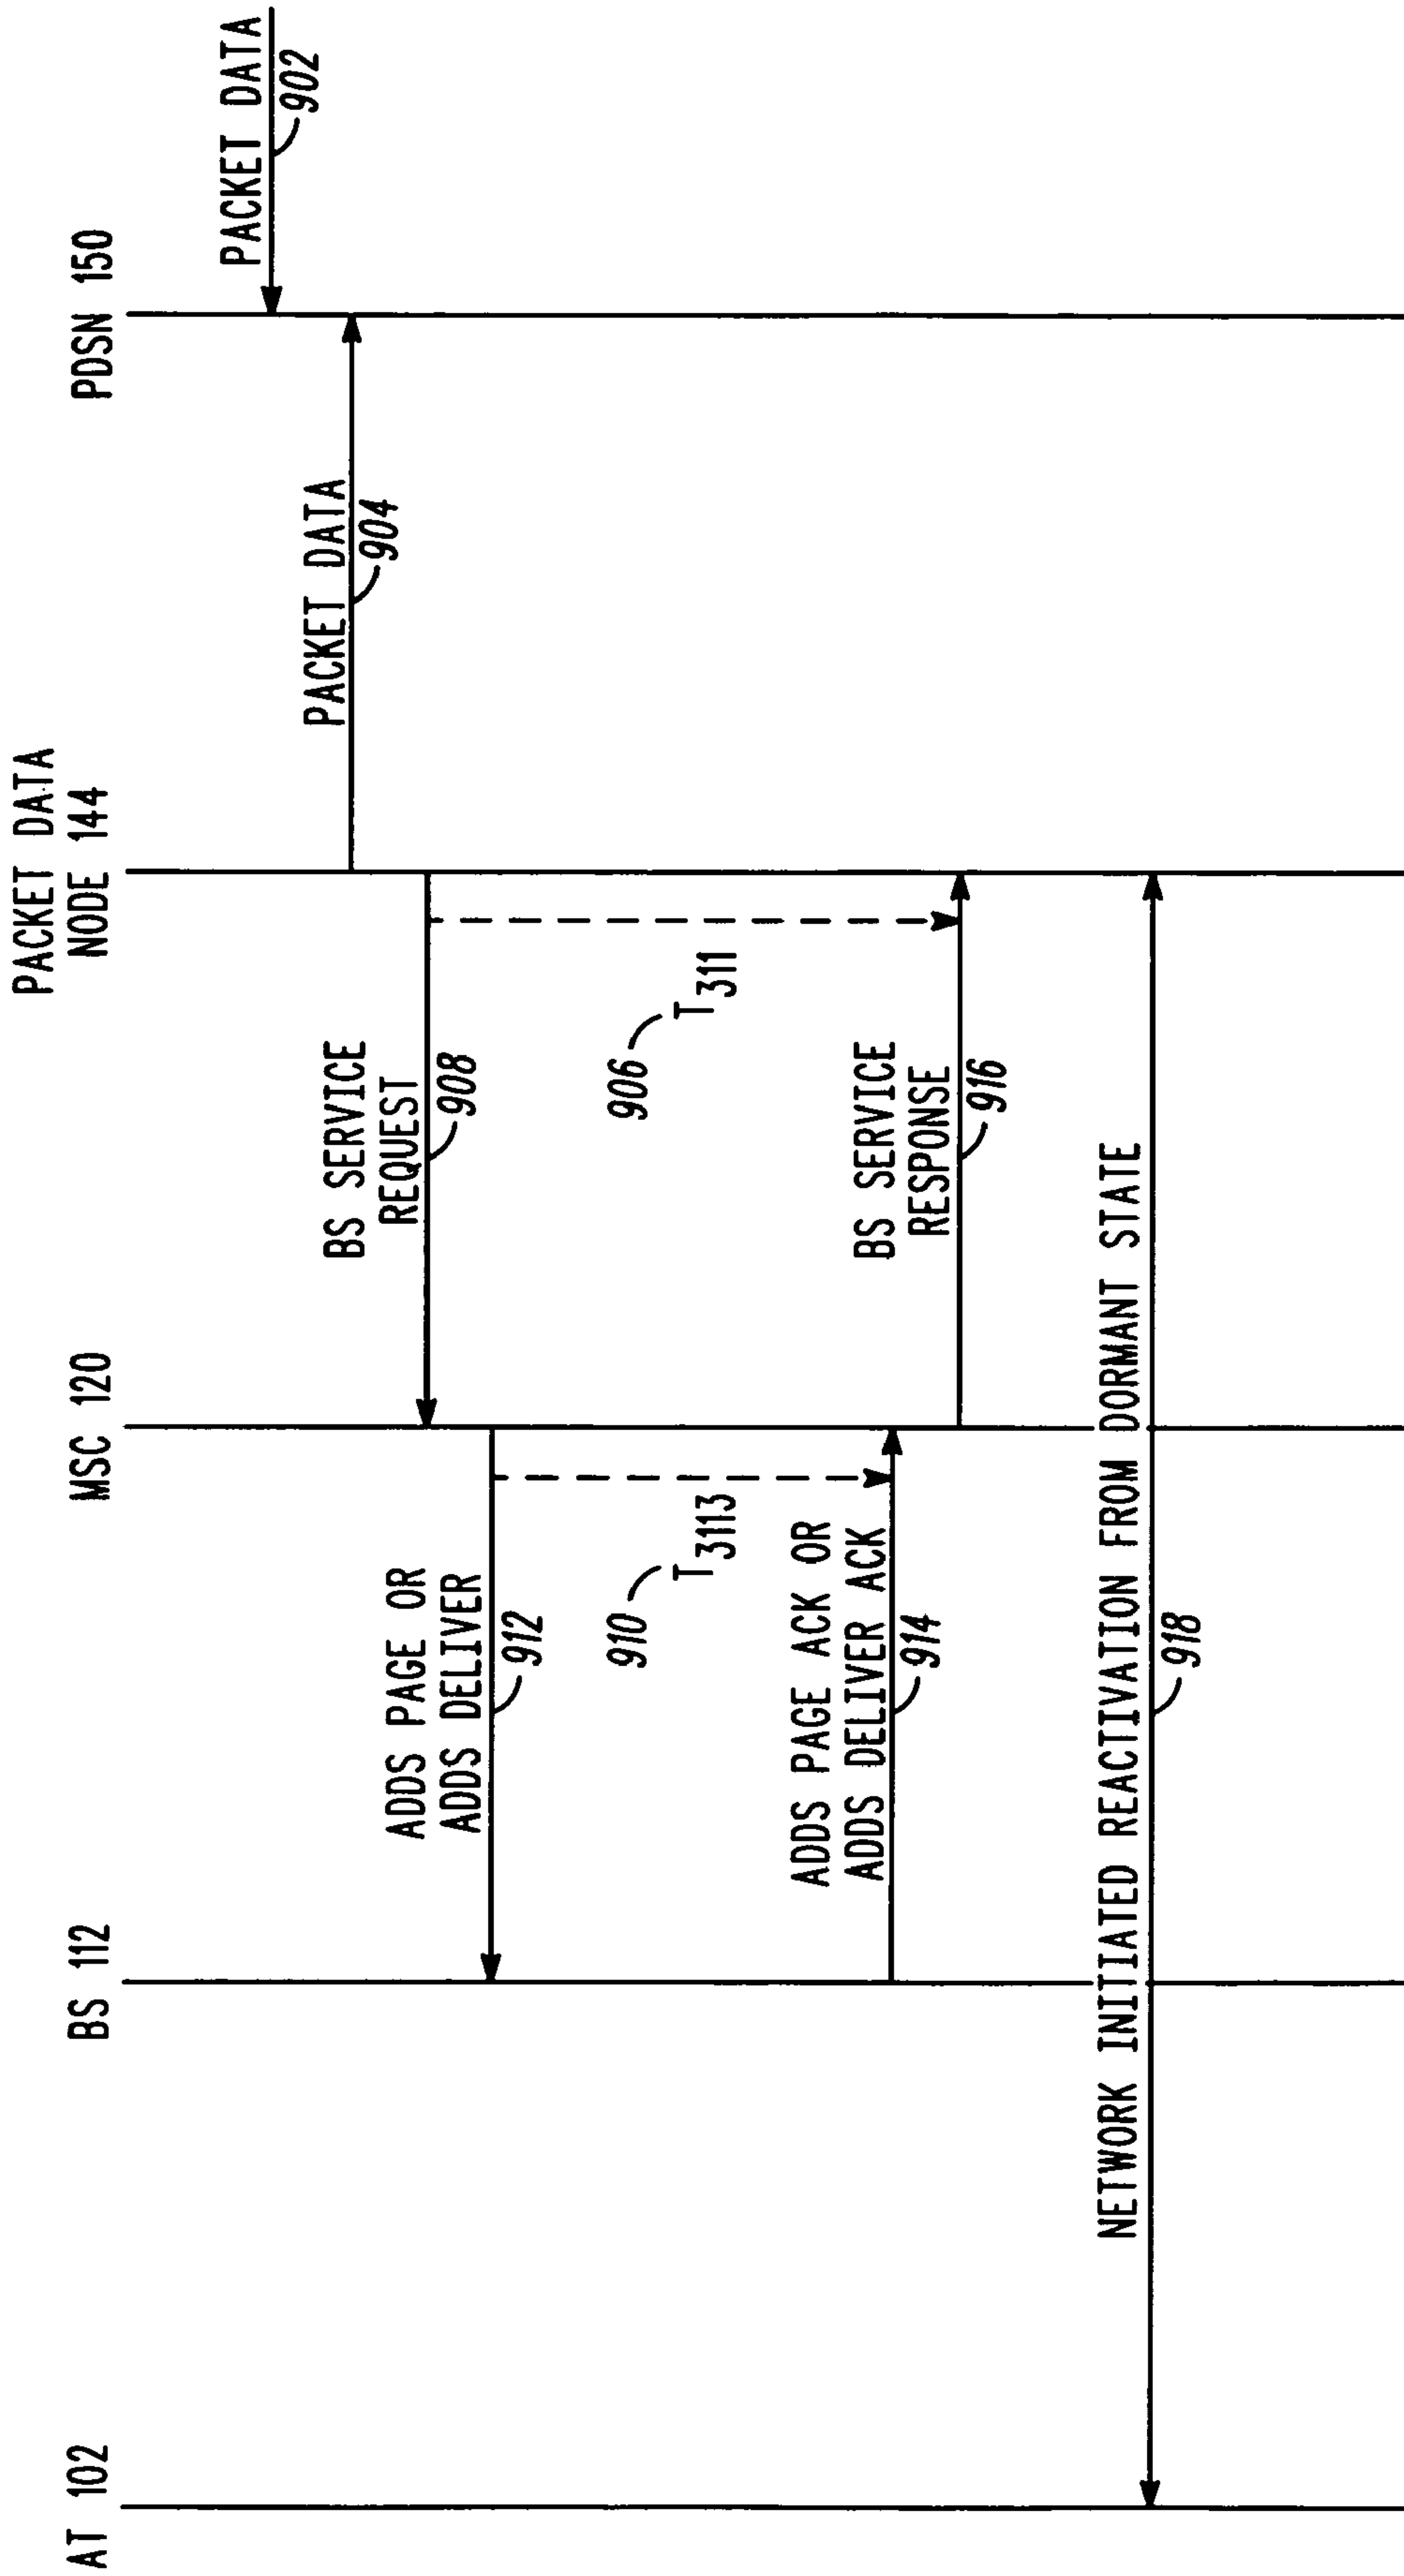 AT 102
BS 112
MSC 120
PACKET DATA
NODE 144
PDSN 150
PACKET DATA
902
PACKET DATA
904
BS SERVICE
REQUEST
908
ADDS PAGE OR
ADDS DELIVER
912
906
T311
910
T3113
ADDS PAGE ACK OR
ADDS DELIVER ACK
914
BS SERVICE
RESPONSE
916
NETWORK INITIATED REACTIVATION FROM DORMANT STATE
918